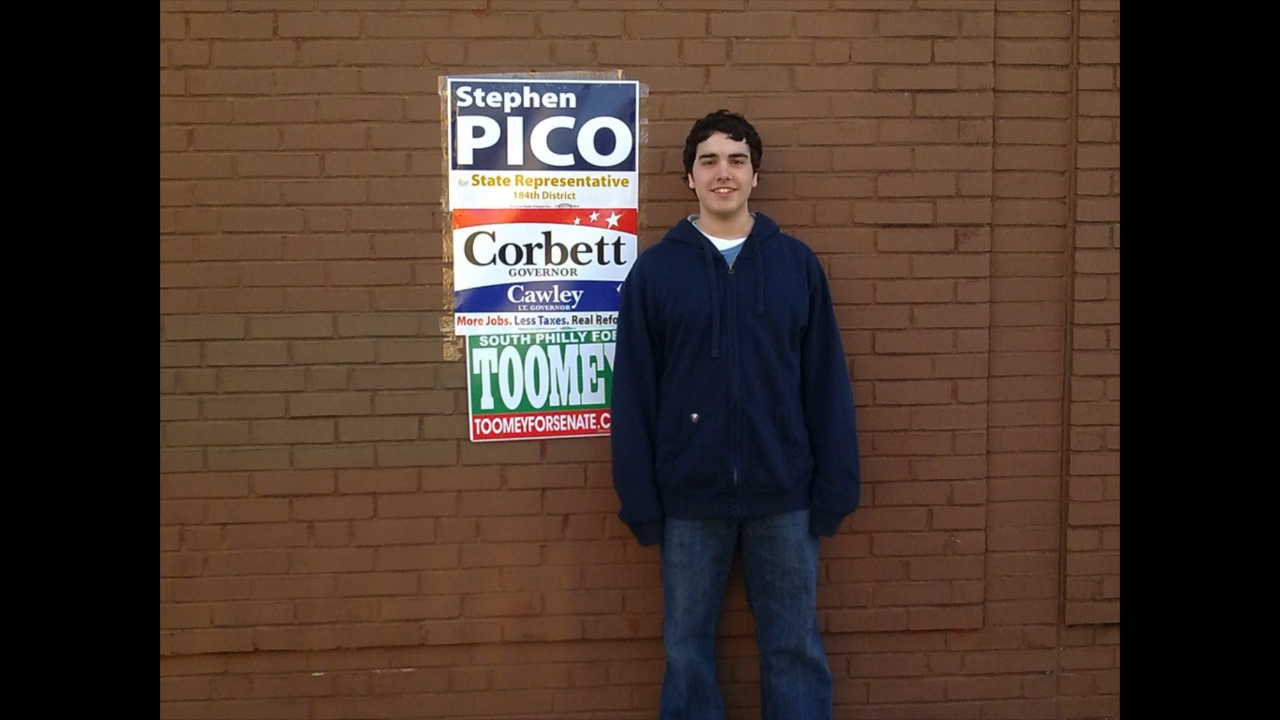 Stephen
PICO
for State Representative
184th District
Corbett
GOVERNOR
Cawley
LT. GOVERNOR
More Jobs. Less Taxes. Real Refo
SOUTH PHILLY FOR
TOOMEY
TOOMEYFORSENATE.C